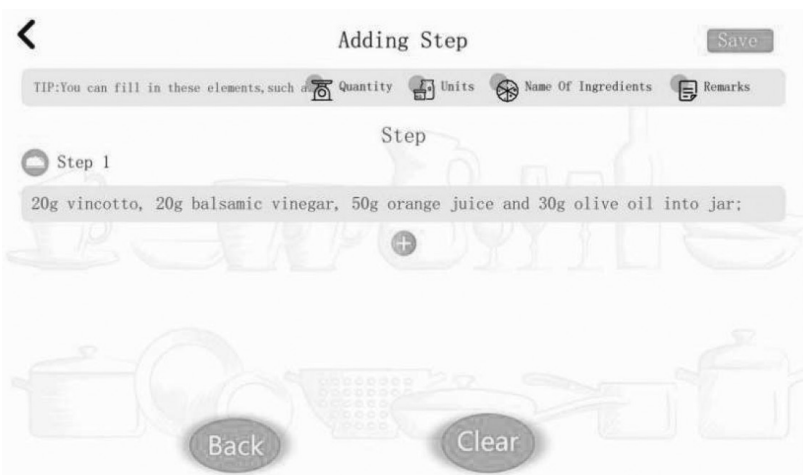 Adding Step
Save
TIP:You can fill in these elements,such a Quantity Units Name Of Ingredients Remarks
Step
Step 1
20g vincotto, 20g balsamic vinegar, 50g orange juice and 30g olive oil into jar;
Back
Clear